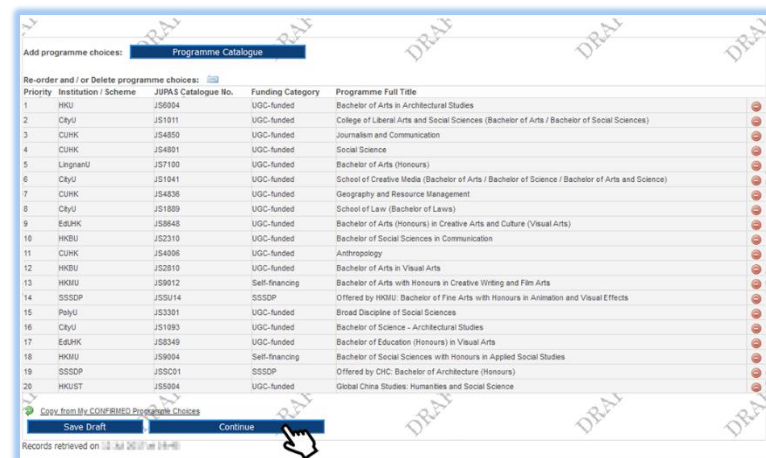 DRAFT DRAFT DRAFT DRAFT
Add programme choices: Programme Catalogue
Re-order and / or Delete programme choices:
Priority Institution / Scheme JUPAS Catalogue No. Funding Category Programme Full Title
1 HKU JS6004 UGC-funded Bachelor of Arts in Architectural Studies
2 CityU JS1011 UGC-funded College of Liberal Arts and Social Sciences (Bachelor of Arts / Bachelor of Social Sciences)
3 CUHK JS4850 UGC-funded Journalism and Communication
4 CUHK JS4801 UGC-funded Social Science
5 LingnanU JS7100 UGC-funded Bachelor of Arts (Honours)
6 CityU JS1041 UGC-funded School of Creative Media (Bachelor of Arts / Bachelor of Science / Bachelor of Arts and Science)
7 CUHK JS4836 UGC-funded Geography and Resource Management
8 CityU JS1889 UGC-funded School of Law (Bachelor of Laws)
9 EdUHK JS8648 UGC-funded Bachelor of Arts (Honours) in Creative Arts and Culture (Visual Arts)
10 HKBU JS2310 UGC-funded Bachelor of Social Sciences in Communication
11 CUHK JS4006 UGC-funded Anthropology
12 HKBU JS2810 UGC-funded Bachelor of Arts in Visual Arts
13 HKMU JS9012 Self-financing Bachelor of Arts with Honours in Creative Writing and Film Arts
14 SSSDP JSSU14 SSSDP Offered by HKMU: Bachelor of Fine Arts with Honours in Animation and Visual Effects
15 PolyU JS3301 UGC-funded Broad Discipline of Social Sciences
16 CityU JS1093 UGC-funded Bachelor of Science - Architectural Studies
17 EdUHK JS8349 UGC-funded Bachelor of Education (Honours) in Visual Arts
18 HKMU JS9004 Self-financing Bachelor of Social Sciences with Honours in Applied Social Studies
19 SSSDP JSSC01 SSSDP Offered by CHC: Bachelor of Architecture (Honours)
20 HKUST JS5004 UGC-funded Global China Studies: Humanities and Social Science
Copy from My CONFIRMED Programme Choices
Save Draft Continue
DRAFT DRAFT DRAFT DRAFT
Records retrieved on